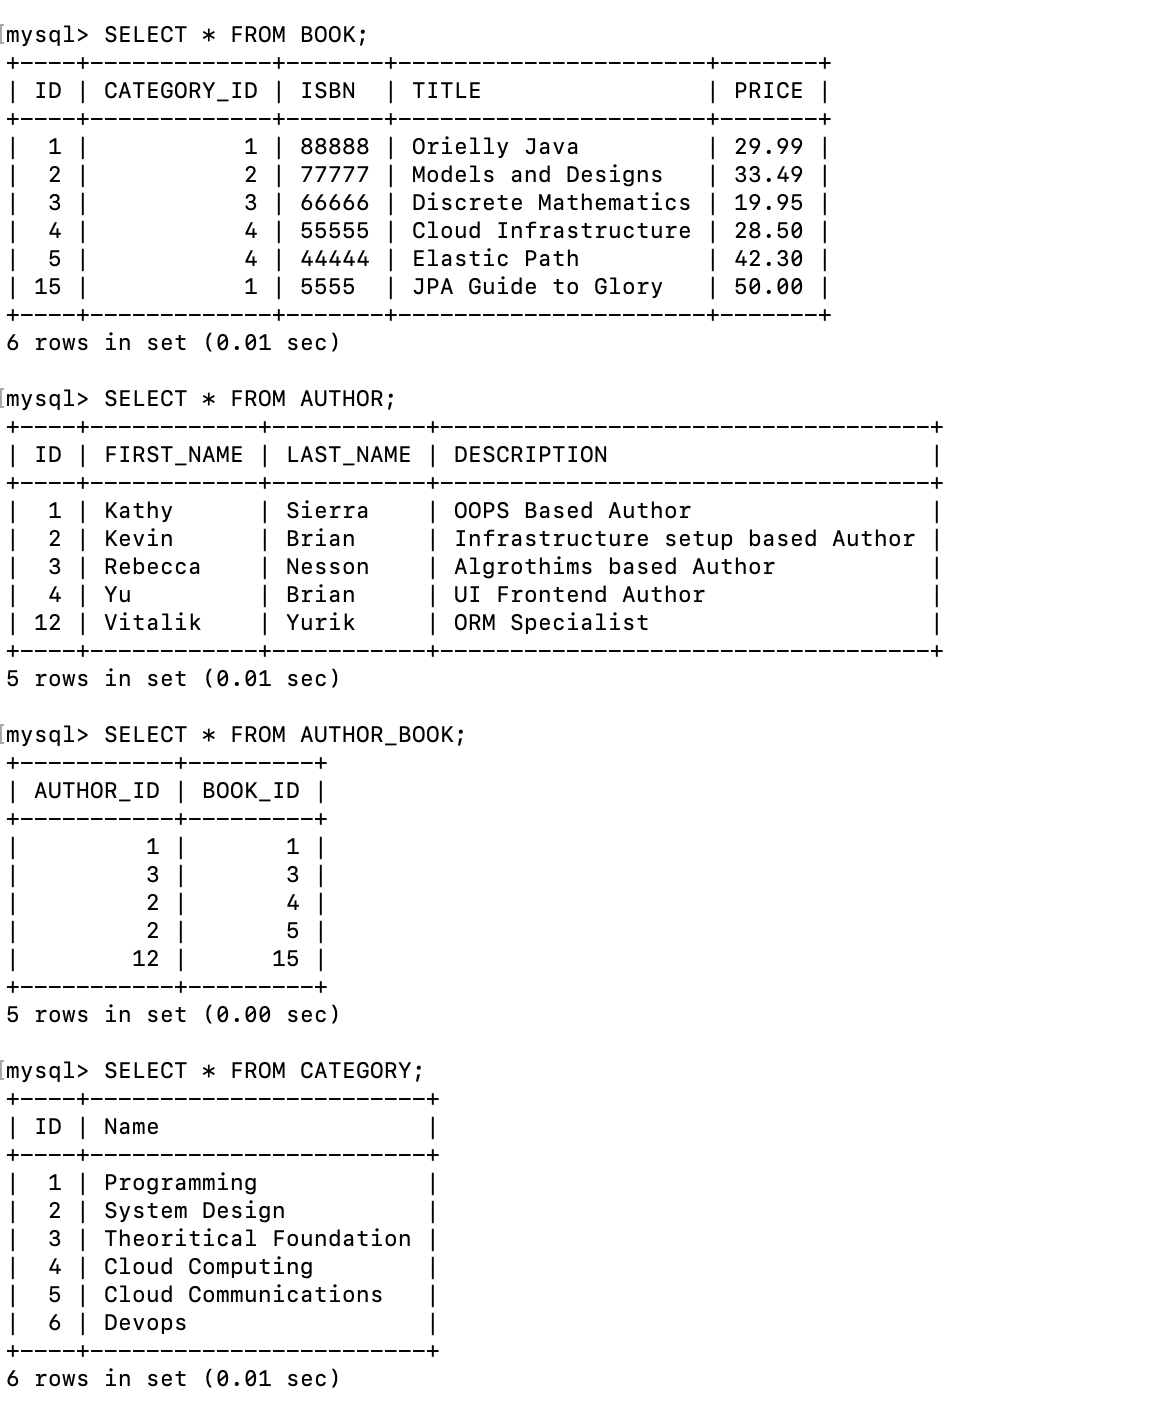 mysql> SELECT * FROM BOOK;
+----+-------------+-------+----------------------+-------+
| ID | CATEGORY_ID | ISBN  | TITLE                | PRICE |
+----+-------------+-------+----------------------+-------+
|  1 |           1 | 88888 | Orielly Java         | 29.99 |
|  2 |           2 | 77777 | Models and Designs   | 33.49 |
|  3 |           3 | 66666 | Discrete Mathematics | 19.95 |
|  4 |           4 | 55555 | Cloud Infrastructure | 28.50 |
|  5 |           4 | 44444 | Elastic Path         | 42.30 |
| 15 |           1 | 5555  | JPA Guide to Glory   | 50.00 |
+----+-------------+-------+----------------------+-------+
6 rows in set (0.01 sec)

mysql> SELECT * FROM AUTHOR;
+----+------------+-----------+-----------------------------------+
| ID | FIRST_NAME | LAST_NAME | DESCRIPTION                       |
+----+------------+-----------+-----------------------------------+
|  1 | Kathy      | Sierra    | OOPS Based Author                 |
|  2 | Kevin      | Brian     | Infrastructure setup based Author |
|  3 | Rebecca    | Nesson    | Algrothims based Author           |
|  4 | Yu         | Brian     | UI Frontend Author                |
| 12 | Vitalik    | Yurik     | ORM Specialist                    |
+----+------------+-----------+-----------------------------------+
5 rows in set (0.01 sec)

mysql> SELECT * FROM AUTHOR_BOOK;
+-----------+---------+
| AUTHOR_ID | BOOK_ID |
+-----------+---------+
|         1 |       1 |
|         3 |       3 |
|         2 |       4 |
|         2 |       5 |
|        12 |      15 |
+-----------+---------+
5 rows in set (0.00 sec)

mysql> SELECT * FROM CATEGORY;
+----+------------------------+
| ID | Name                   |
+----+------------------------+
|  1 | Programming            |
|  2 | System Design          |
|  3 | Theoritical Foundation |
|  4 | Cloud Computing        |
|  5 | Cloud Communications   |
|  6 | Devops                 |
+----+------------------------+
6 rows in set (0.01 sec)